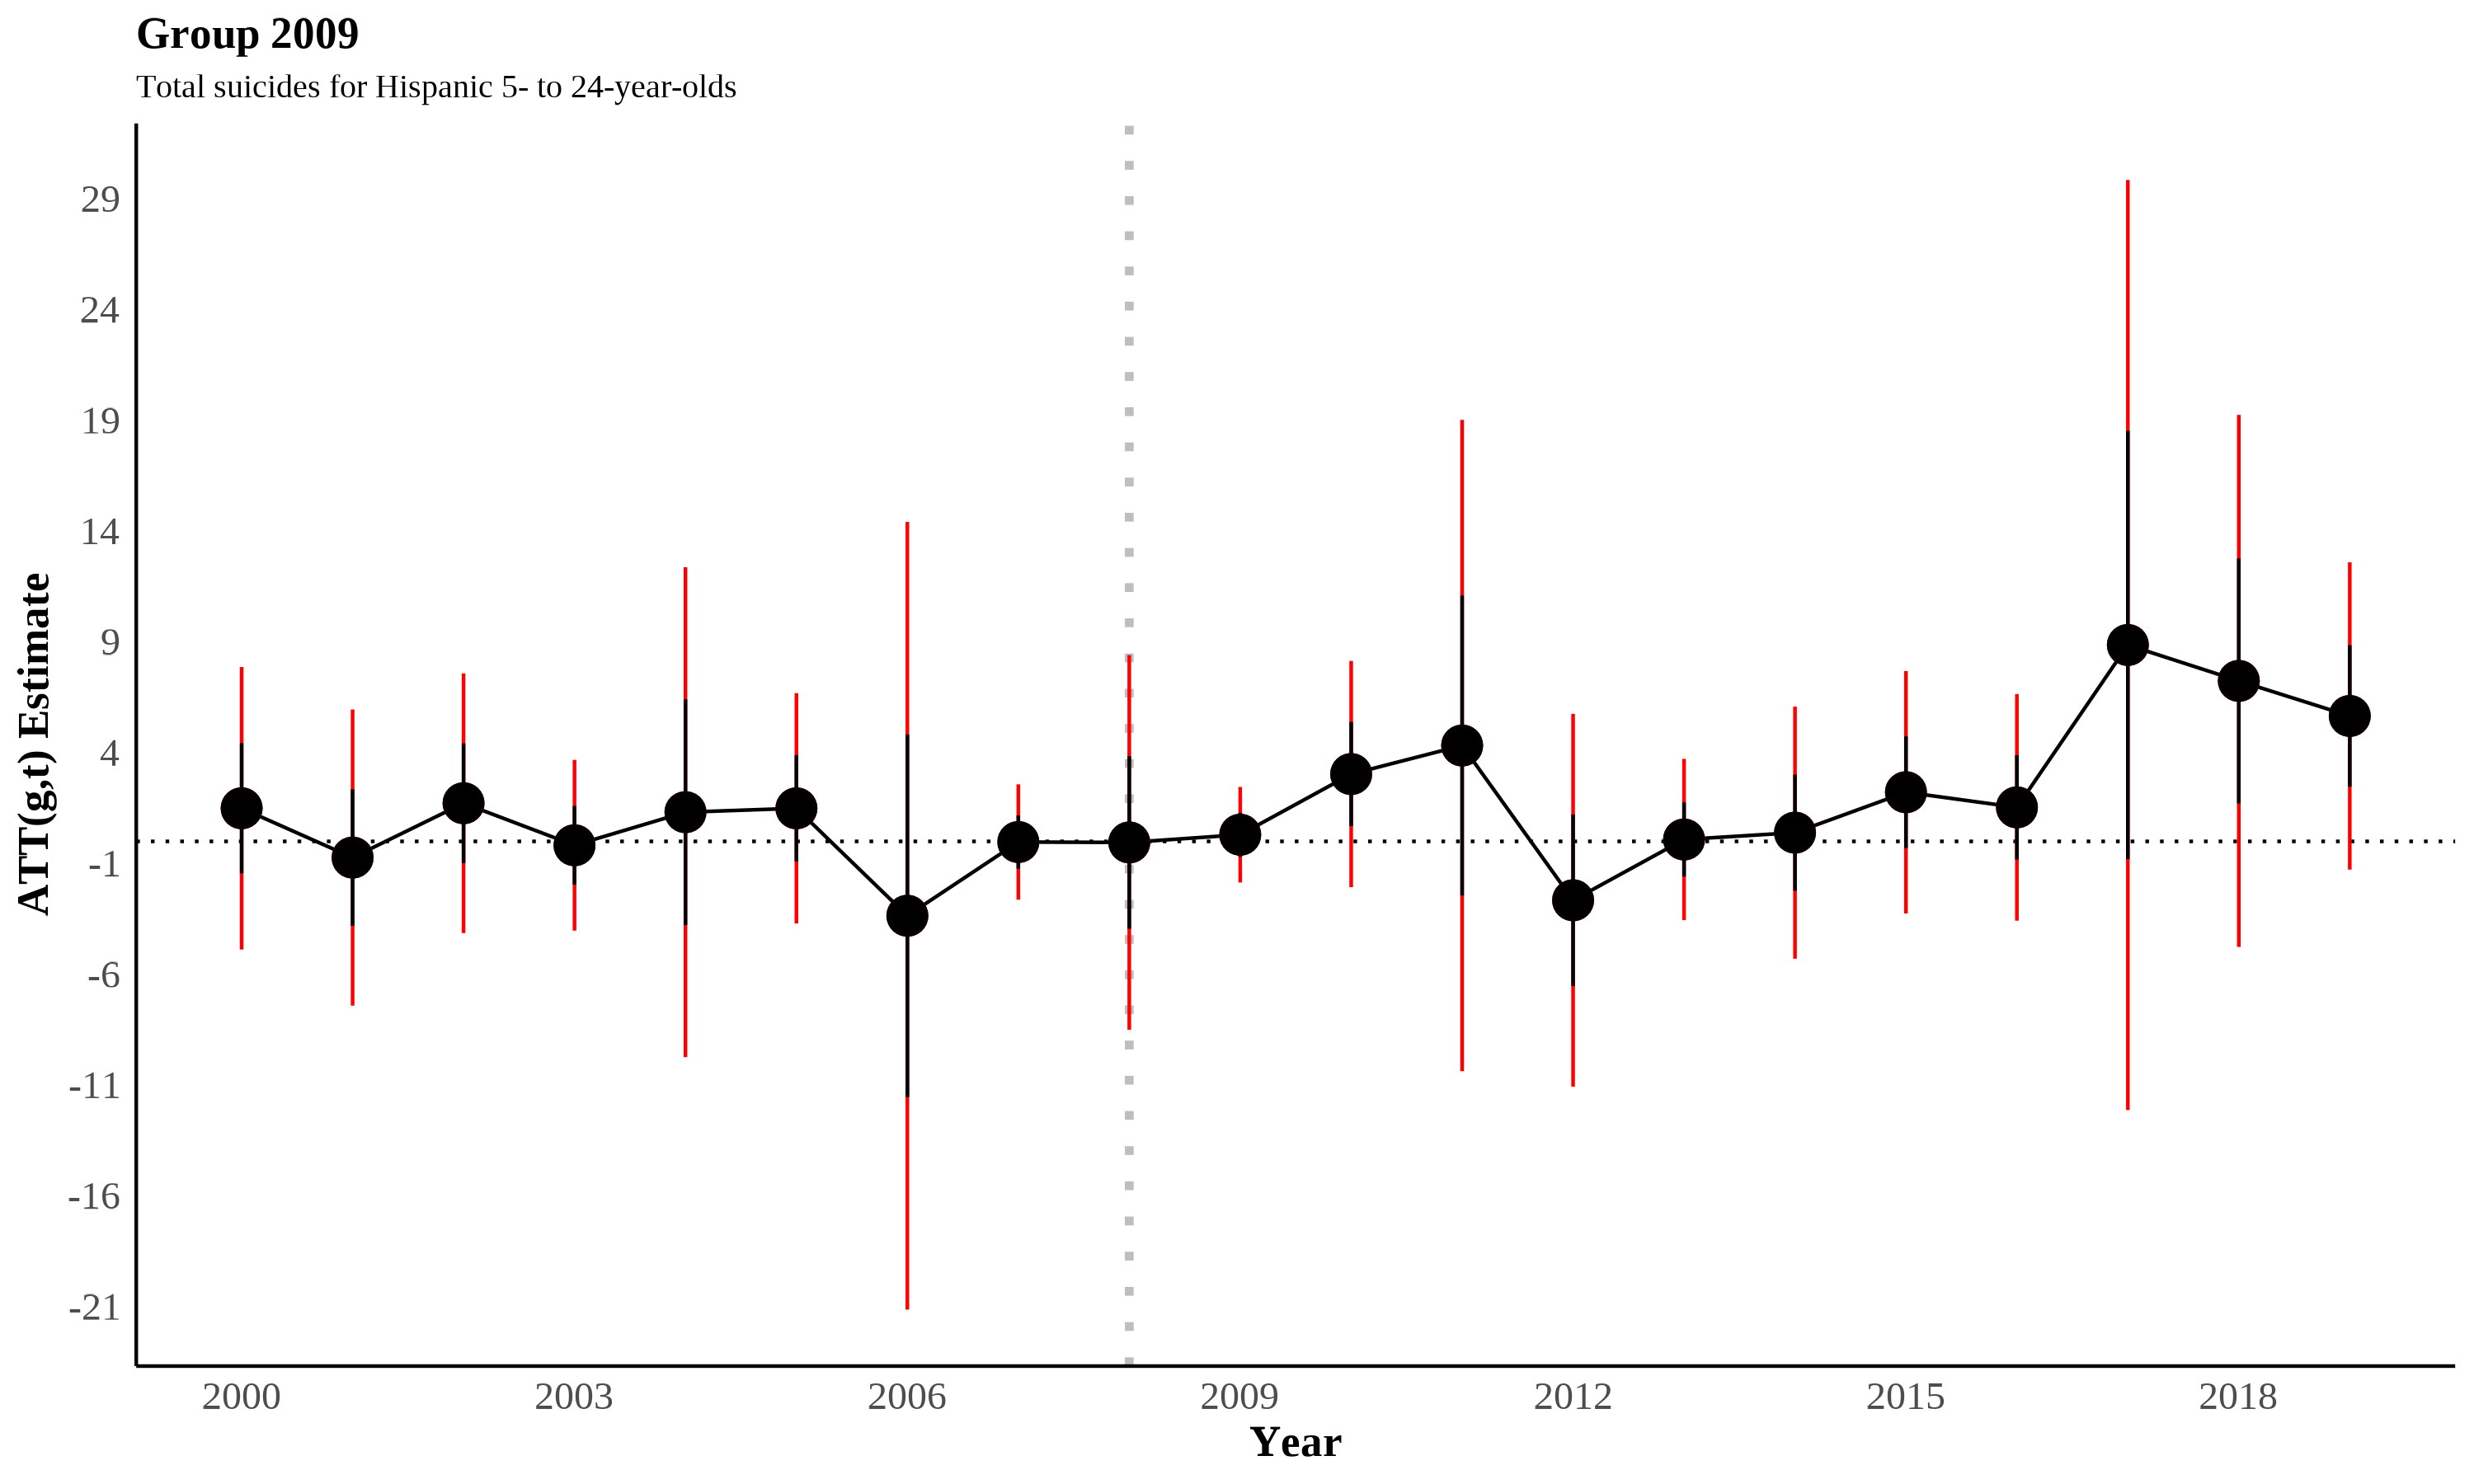 Group 2009
Total suicides for Hispanic 5- to 24-year-olds
ATT(g,t) Estimate
29
24
19
14
9
4
-1
-6
-11
-16
-21
2000 2003 2006 2009 2012 2015 2018
Year